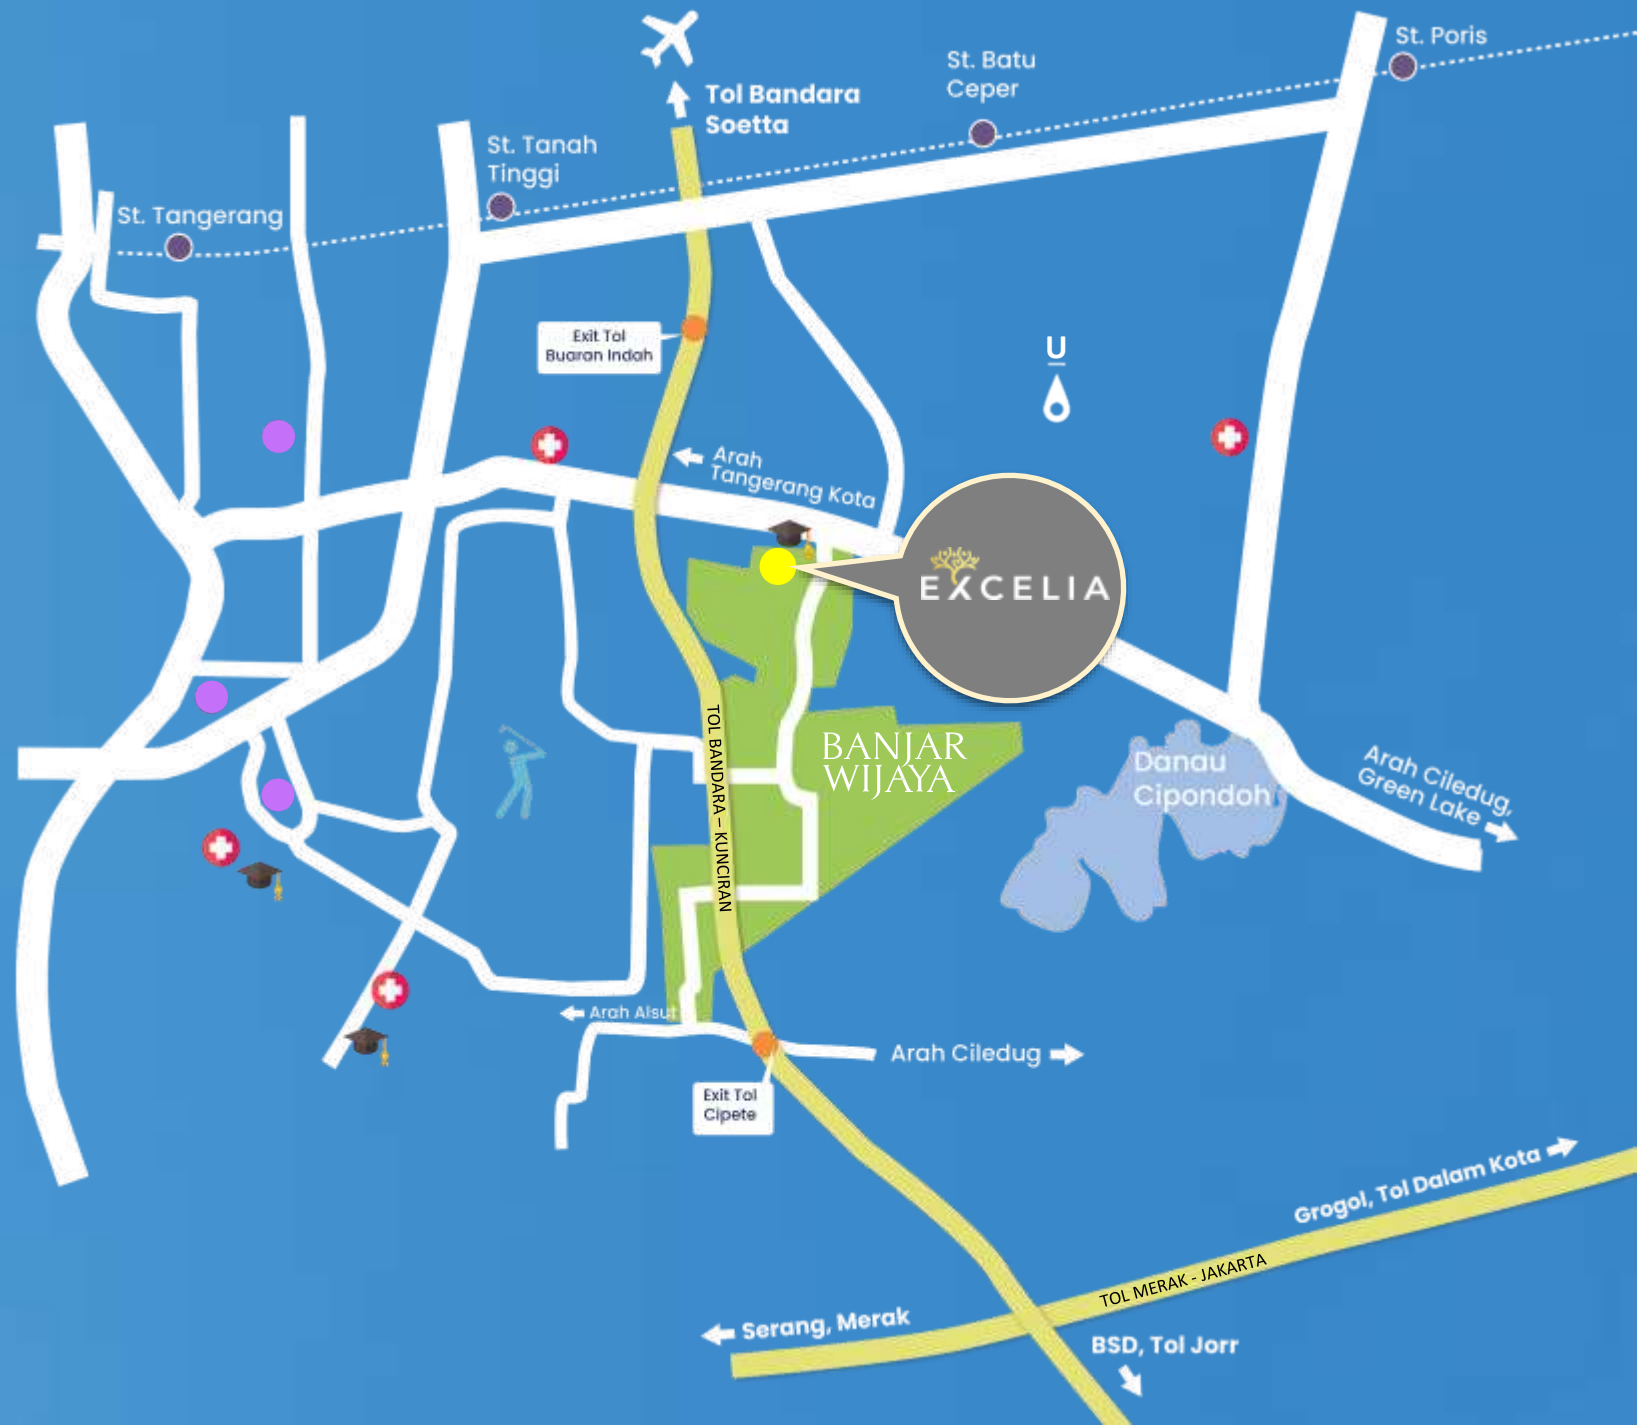 St. Poris
St. Batu
Ceper
Tol Bandara
Soetta
St. Tanah
Tinggi
St. Tangerang
Exit Tol
Buaran Indah
U
Arah
Tangerang Kota
EXCELIA
TOL BANDARA – KUNCIRAN
BANJAR
WIJAYA
Danau
Cipondoh
Arah Ciledug,
Green Lake
Arah Alsut
Arah Ciledug
Exit Tol
Cipete
Grogol, Tol Dalam Kota
TOL MERAK - JAKARTA
Serang, Merak
BSD, Tol Jorr